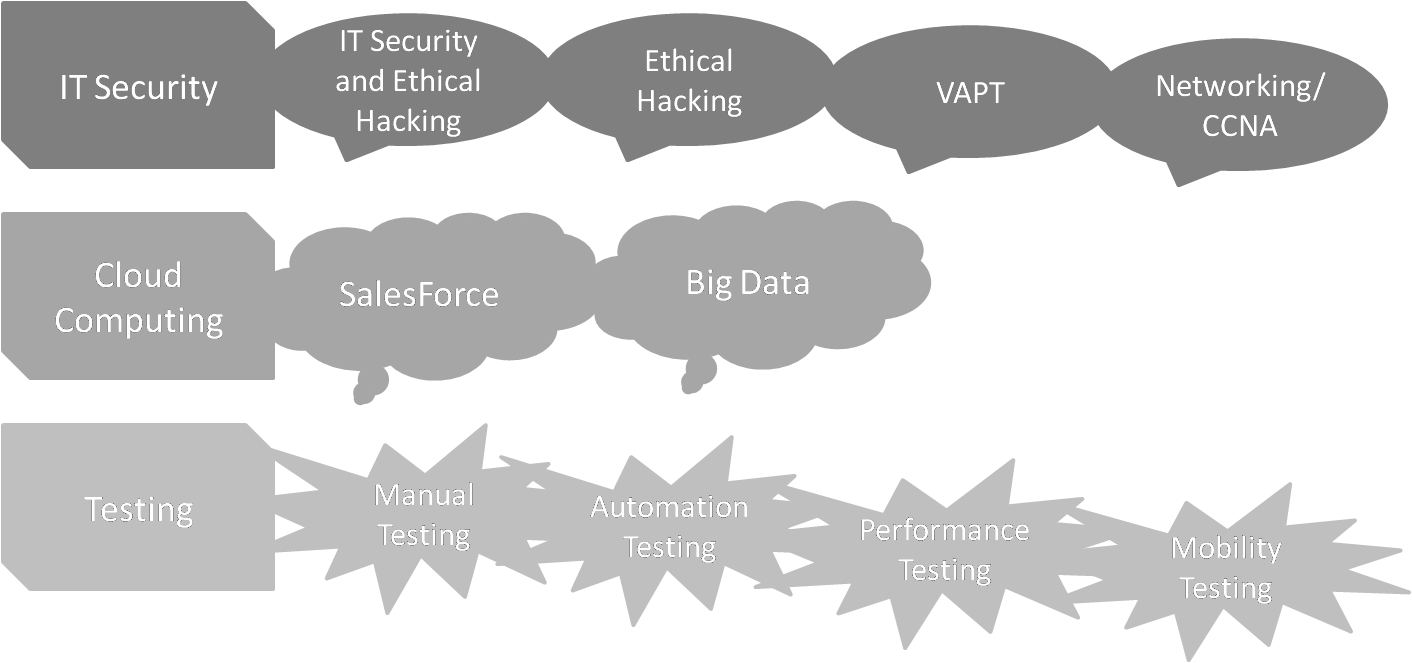 IT Security
IT Security
and Ethical
Hacking
Ethical
Hacking
VAPT
Networking/
CCNA
Cloud
Computing
SalesForce
Big Data
Testing
Manual
Testing
Automation
Testing
Performance
Testing
Mobility
Testing